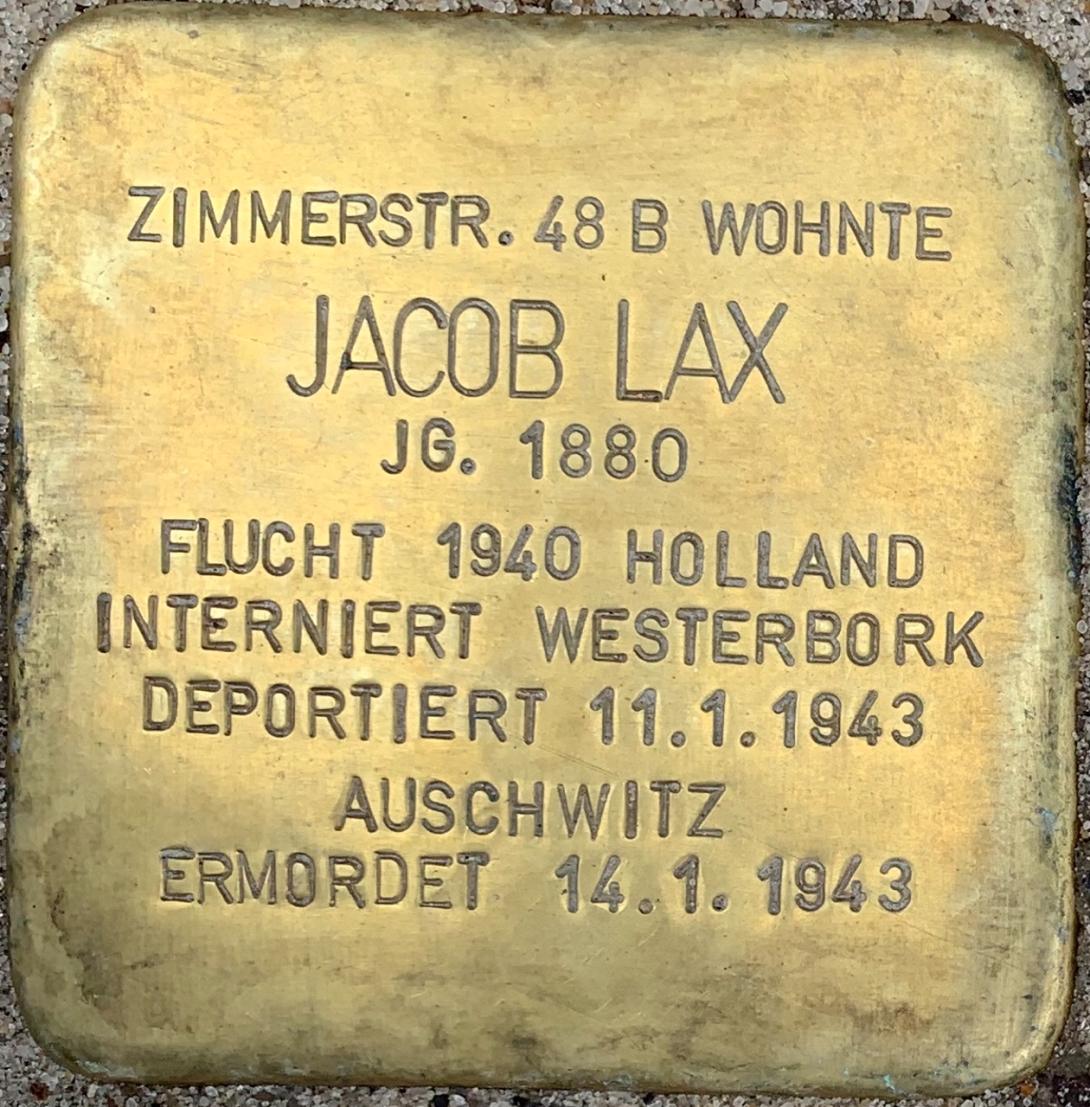 ZIMMERSTR. 48 B WOHNTE
JACOB LAX
JG. 1880
FLUCHT 1940 HOLLAND
INTERNIERT WESTERBORK
DEPORTIERT 11.1.1943
AUSCHWITZ
ERMORDET 14.1.1943